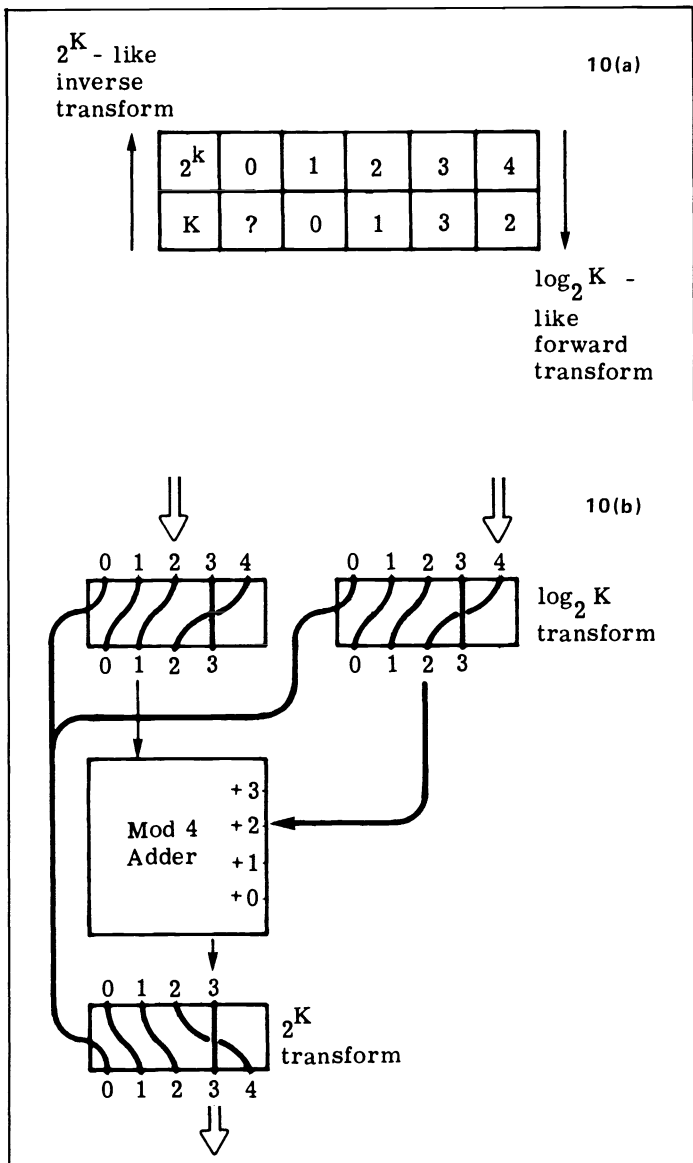 2^K - like
inverse
transform
10(a)
2^k 0 1 2 3 4
K ? 0 1 3 2
log_2 K -
like
forward
transform
10(b)
0 1 2 3 4
0 1 2 3 4
log_2 K
transform
0 1 2 3
0 1 2 3
+3
Mod 4
Adder
+2
+1
+0
0 1 2 3
2^K
transform
0 1 2 3 4